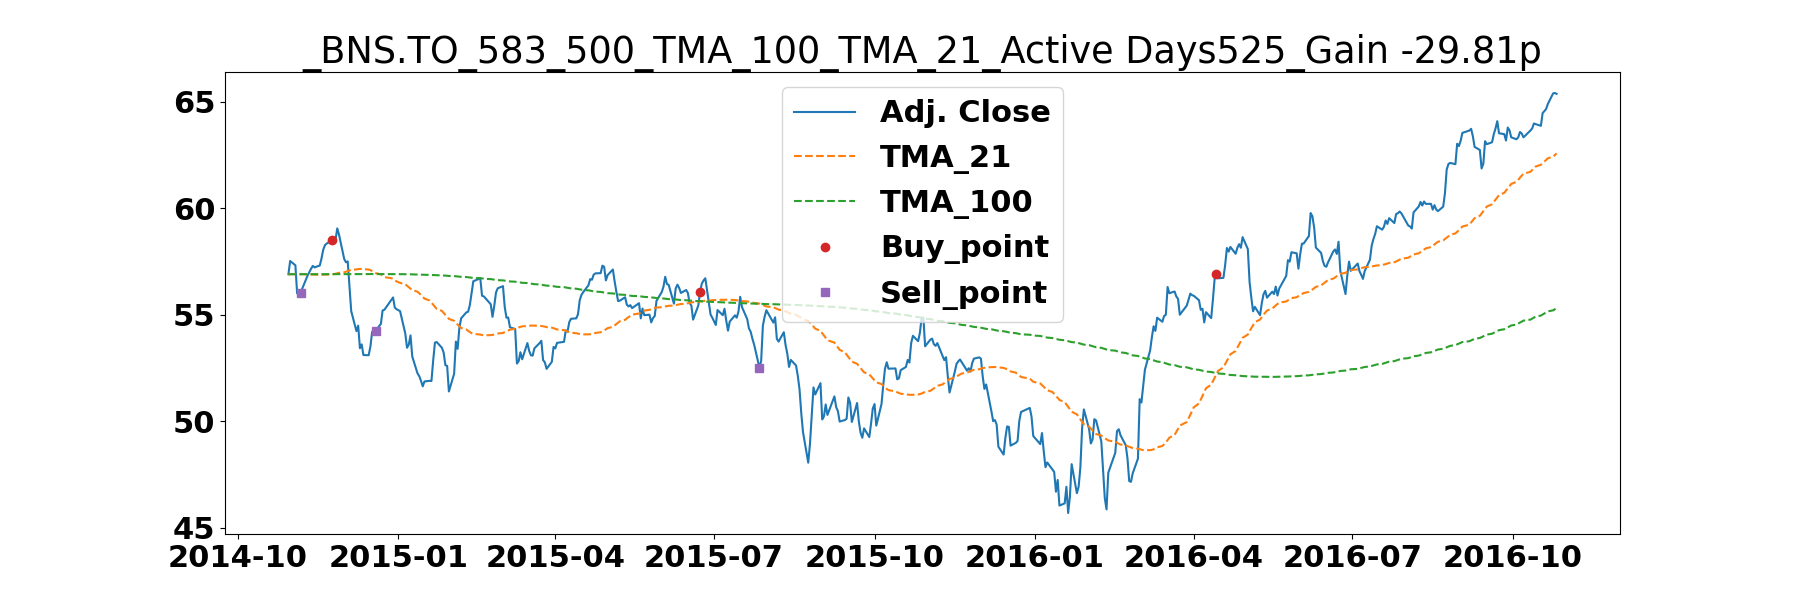 _BNS.TO_583_500_TMA_100_TMA_21_Active Days525_Gain -29.81p
65
60
55
50
45
Adj. Close
TMA_21
TMA_100
Buy_point
Sell_point
2014-10 2015-01 2015-04 2015-07 2015-10 2016-01 2016-04 2016-07 2016-10